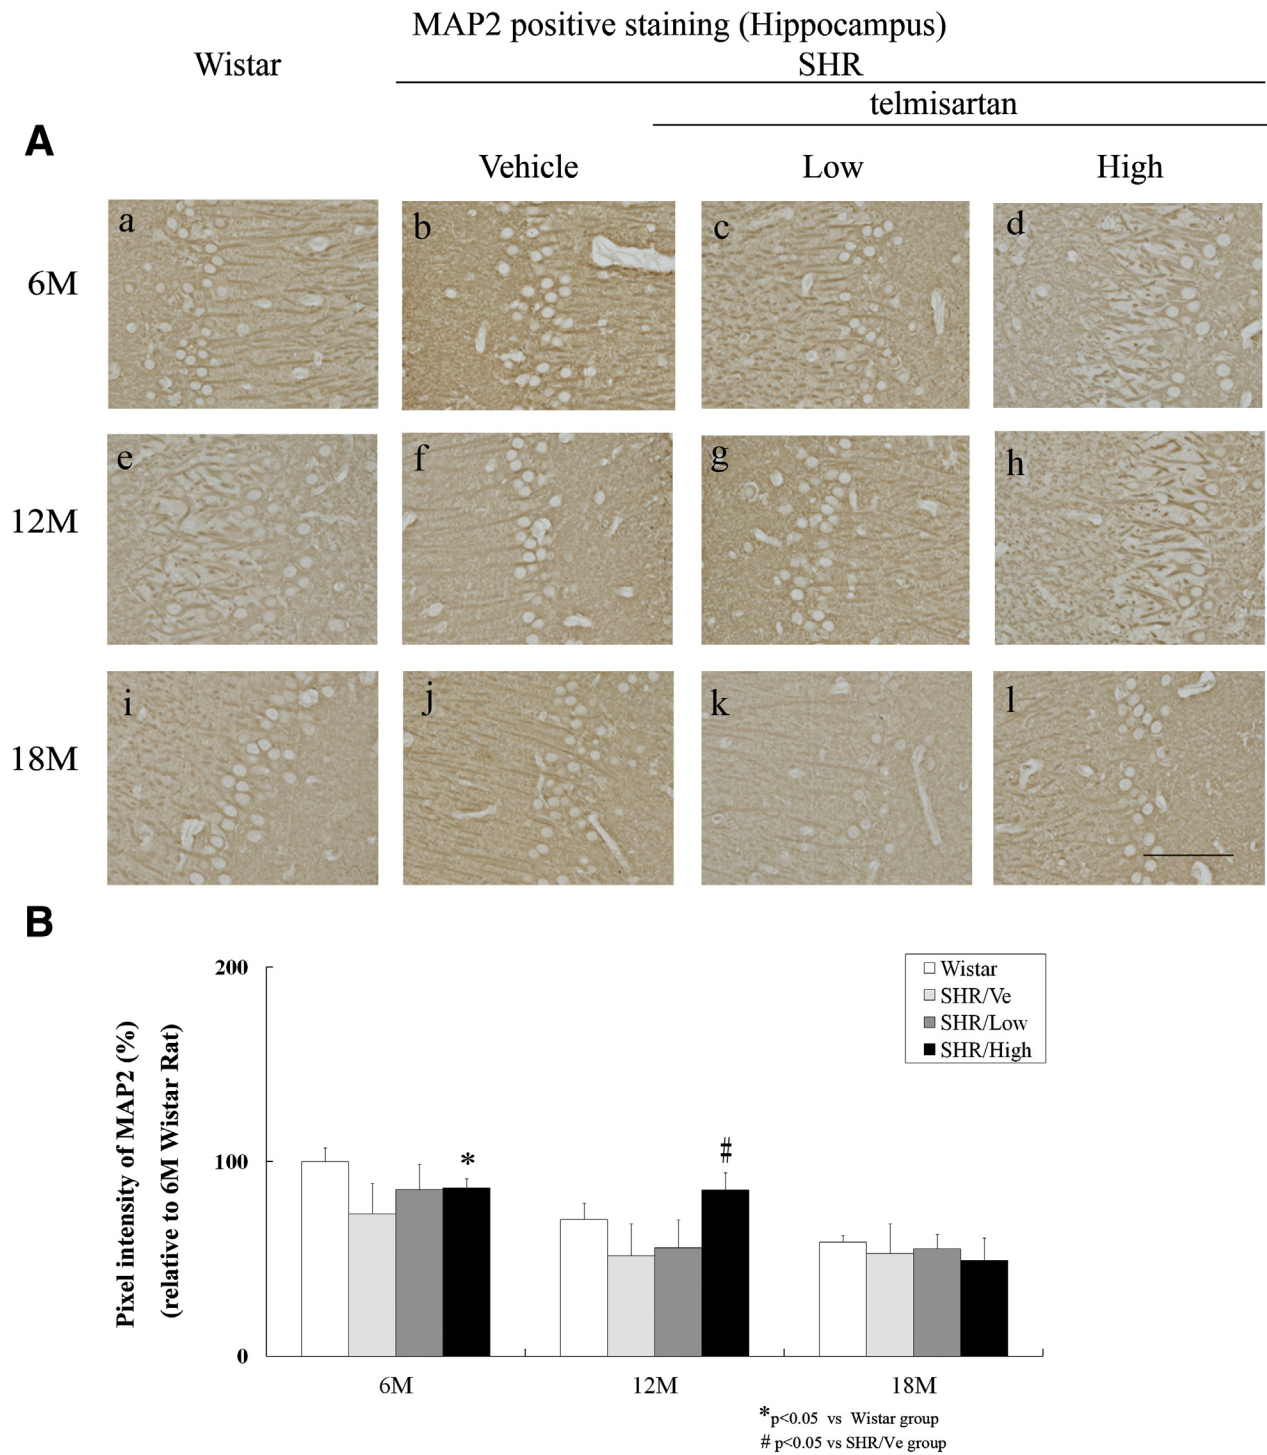 MAP2 positive staining (Hippocampus)
Wistar SHR
telmisartan
A
Vehicle Low High
6M a b c d
12M e f g h
18M i j k l
B
Pixel intensity of MAP2 (%)
(relative to 6M Wistar Rat)
200
100
0
Wistar
SHR/Ve
SHR/Low
SHR/High
* #
6M 12M 18M
*p<0.05 vs Wistar group
# p<0.05 vs SHR/Ve group